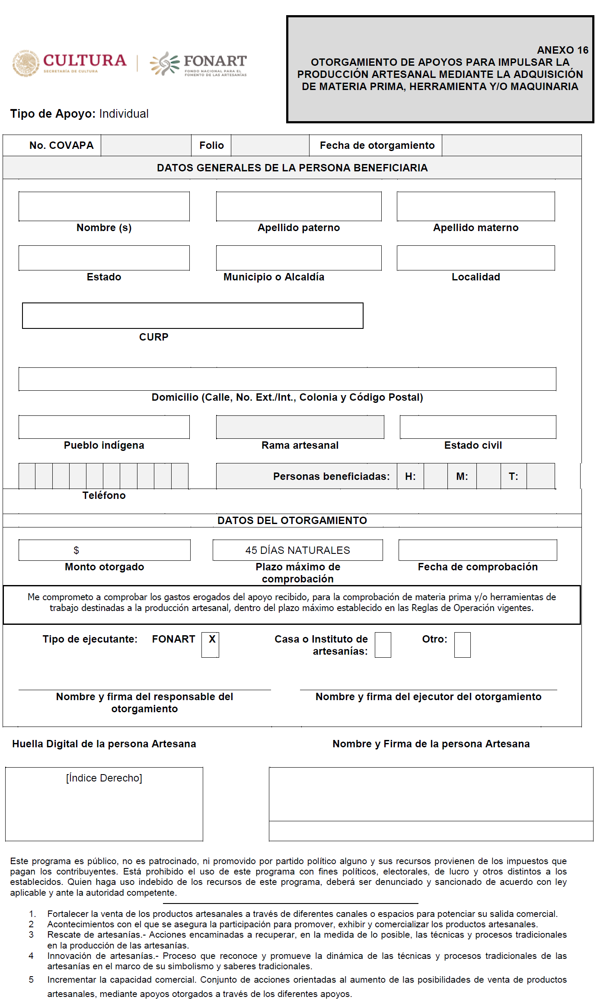 ANEXO 16
OTORGAMIENTO DE APOYOS PARA IMPULSAR LA
PRODUCCIÓN ARTESANAL MEDIANTE LA ADQUISICIÓN
DE MATERIA PRIMA, HERRAMIENTA Y/O MAQUINARIA
CULTURA
SECRETARÍA DE CULTURA
FONART
FONDO NACIONAL PARA EL
FOMENTO DE LAS ARTESANÍAS
Tipo de Apoyo: Individual
No. COVAPA Folio Fecha de otorgamiento
DATOS GENERALES DE LA PERSONA BENEFICIARIA
Nombre (s) Apellido paterno Apellido materno
Estado Municipio o Alcaldía Localidad
CURP
Domicilio (Calle, No. Ext./Int., Colonia y Código Postal)
Pueblo indígena Rama artesanal Estado civil
Personas beneficiadas: H: M: T:
Teléfono
DATOS DEL OTORGAMIENTO
$ 45 DÍAS NATURALES
Monto otorgado Plazo máximo de Fecha de comprobación
comprobación
Me comprometo a comprobar los gastos erogados del apoyo recibido, para la comprobación de materia prima y/o herramientas de
trabajo destinadas a la producción artesanal, dentro del plazo máximo establecido en las Reglas de Operación vigentes.
Tipo de ejecutante: FONART X Casa o Instituto de Otro:
artesanías:
Nombre y firma del responsable del Nombre y firma del ejecutor del otorgamiento
otorgamiento
Huella Digital de la persona Artesana Nombre y Firma de la persona Artesana
[Índice Derecho]
Este programa es público, no es patrocinado, ni promovido por partido político alguno y sus recursos provienen de los impuestos que
pagan los contribuyentes. Está prohibido el uso de este programa con fines políticos, electorales, de lucro y otros distintos a los
establecidos. Quien haga uso indebido de los recursos de este programa, deberá ser denunciado y sancionado de acuerdo con ley
aplicable y ante la autoridad competente.
1. Fortalecer la venta de los productos artesanales a través de diferentes canales o espacios para potenciar su salida comercial.
2 Acontecimientos con el que se asegura la participación para promover, exhibir y comercializar los productos artesanales.
3 Rescate de artesanías.- Acciones encaminadas a recuperar, en la medida de lo posible, las técnicas y procesos tradicionales
en la producción de las artesanías.
4 Innovación de artesanías.- Proceso que reconoce y promueve la dinámica de las técnicas y procesos tradicionales de las
artesanías en el marco de su simbolismo y saberes tradicionales.
5 Incrementar la capacidad comercial. Conjunto de acciones orientadas al aumento de las posibilidades de venta de productos
artesanales, mediante apoyos otorgados a través de los diferentes apoyos.